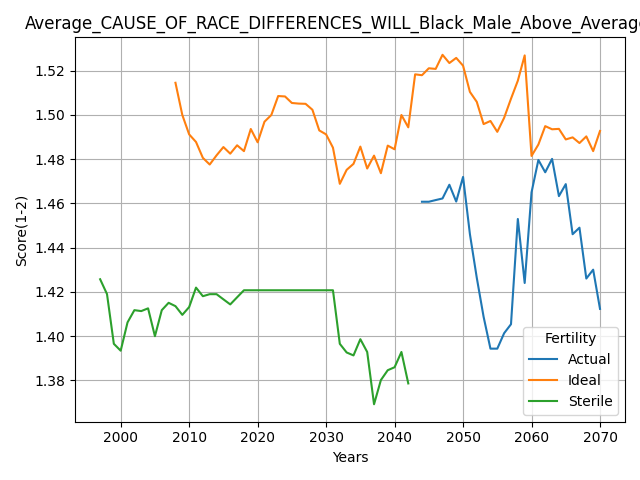 Average_CAUSE_OF_RACE_DIFFERENCES_WILL_Black_Male_Above_Average
1.52
1.50
1.48
1.46
1.44
1.42
1.40
1.38
Score(1-2)
2000 2010 2020 2030 2040 2050 2060 2070
Years
Fertility
Actual
Ideal
Sterile